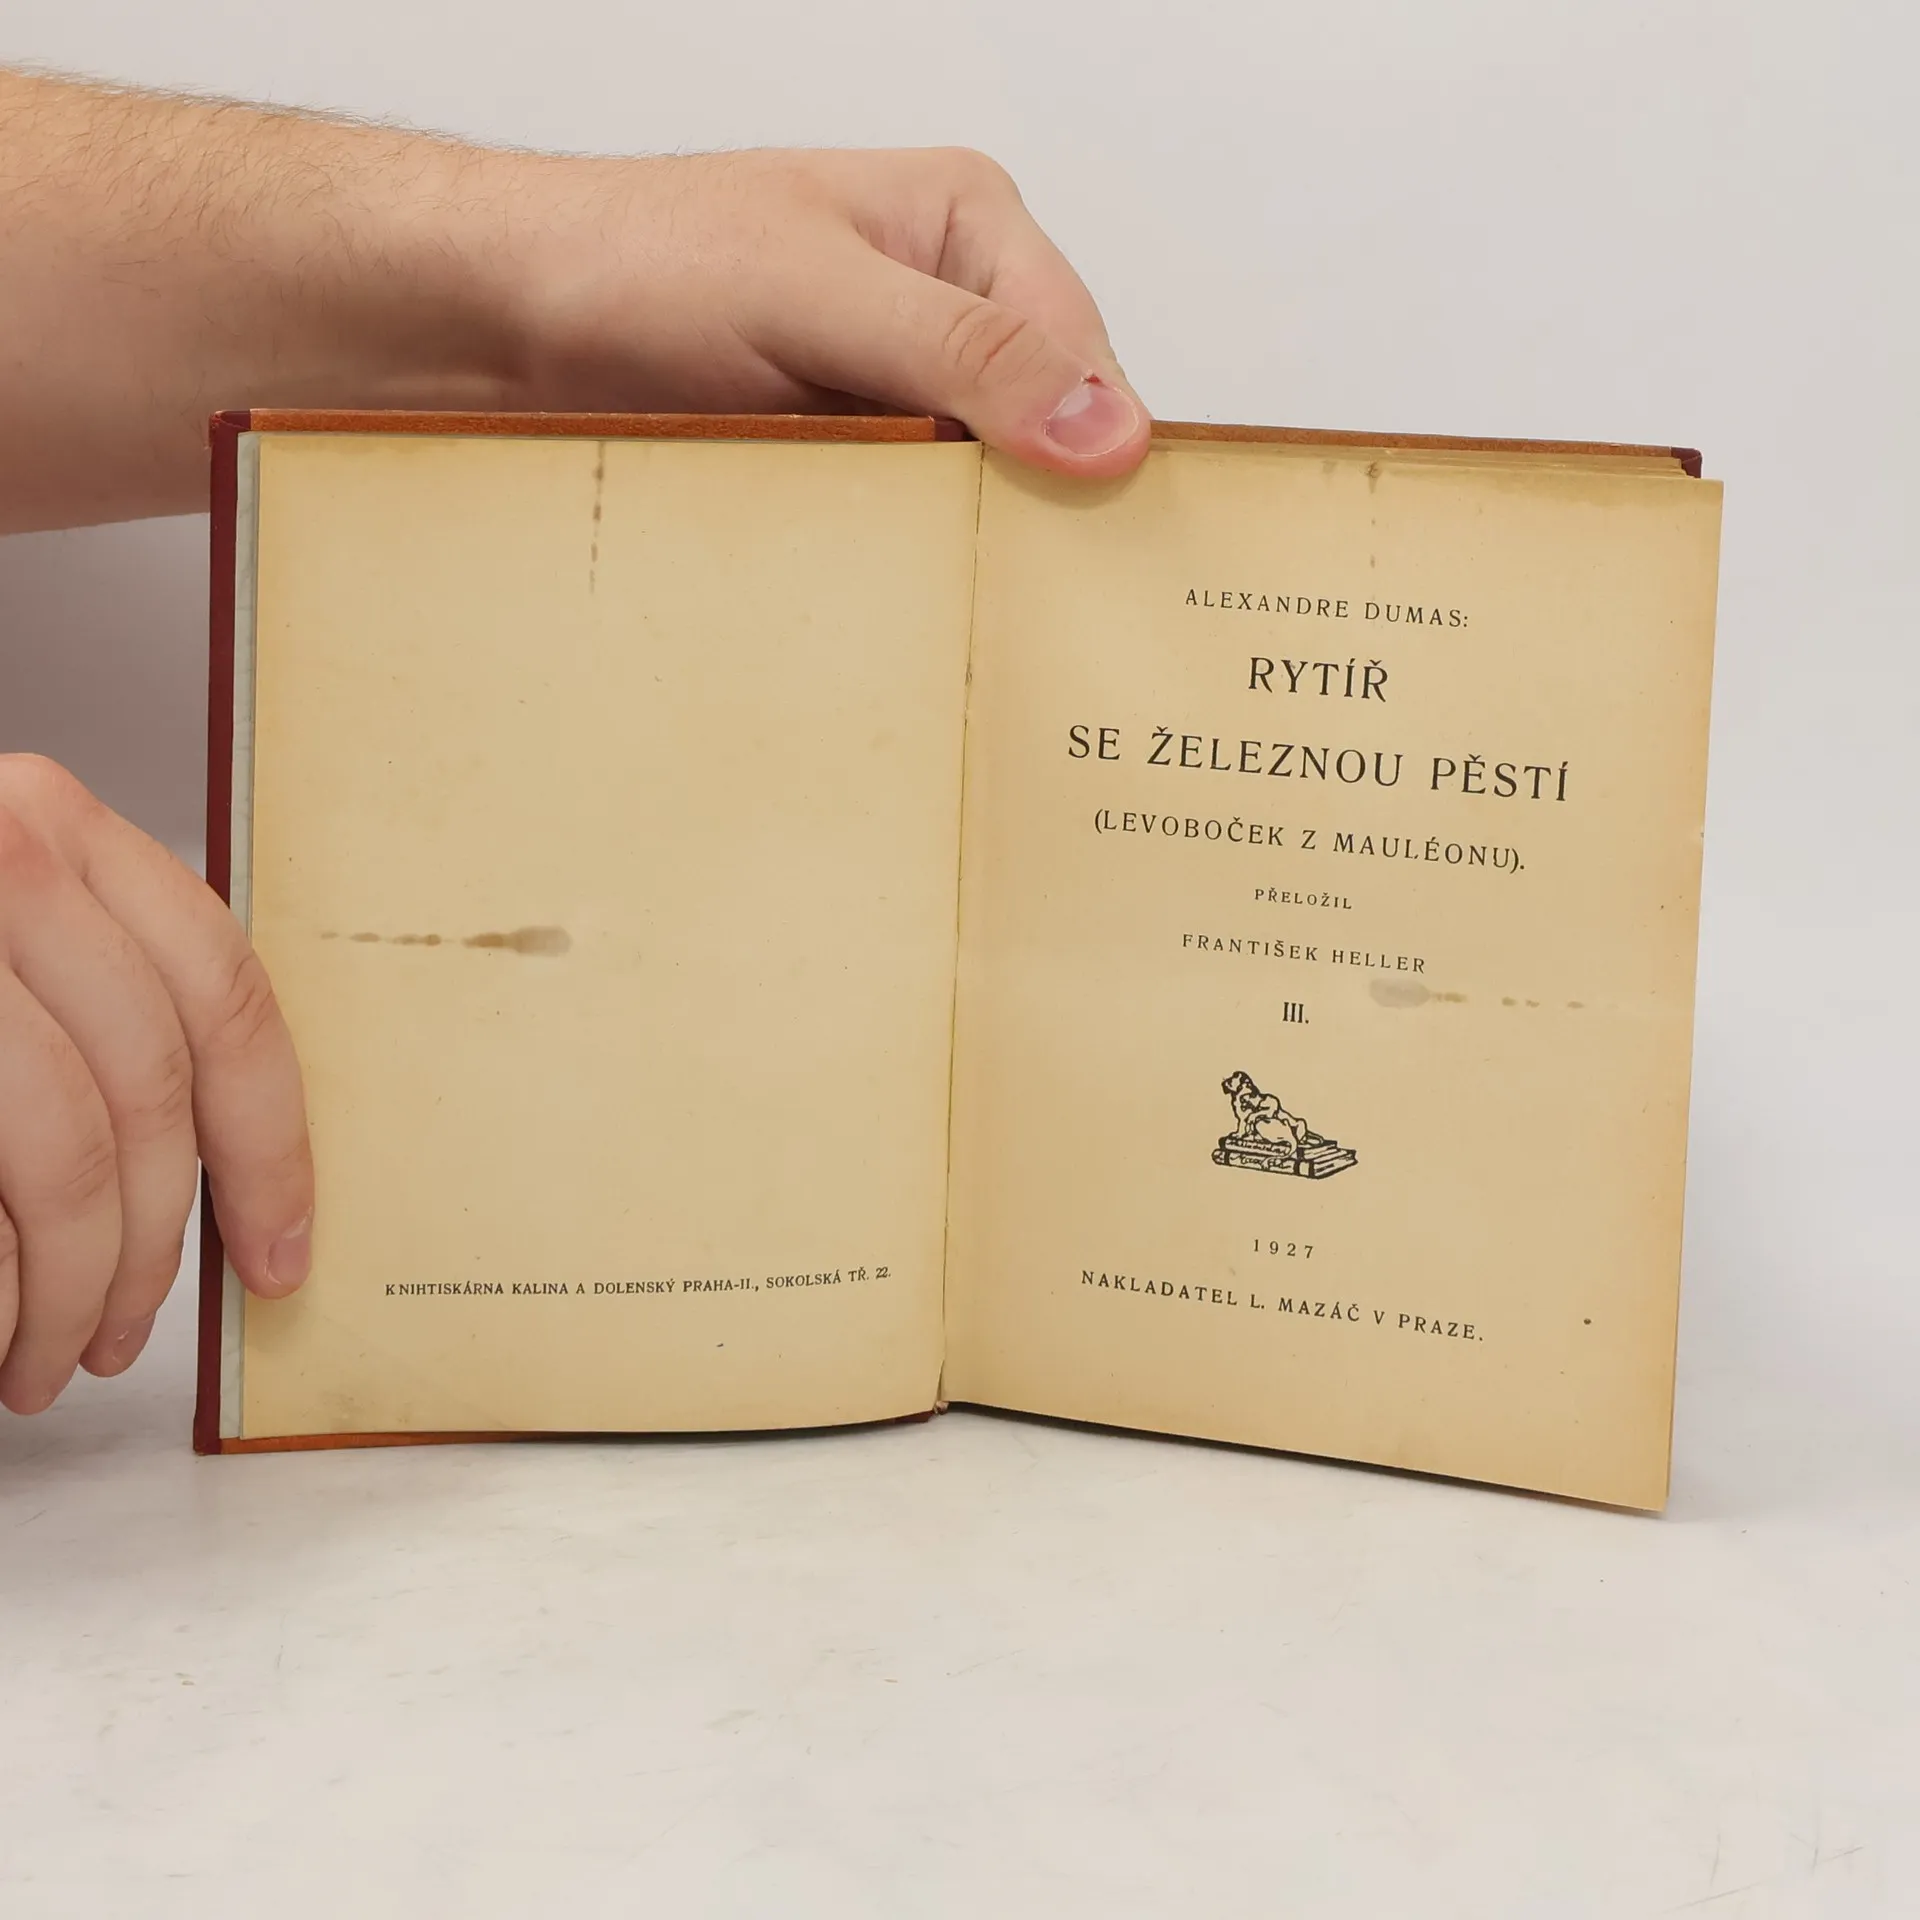 KNIHTISKÁRNA KALINA A DOLENSKÝ PRAHA-II., SOKOLSKÁ TŘ. 22.
ALEXANDRE DUMAS:
RYTÍŘ
SE ŽELEZNOU PĚSTÍ
(LEVOBOČEK Z MAULÉONU).
PŘELOŽIL
FRANTIŠEK HELLER
III.
1927
NAKLADATEL L. MAZÁČ V PRAZE.